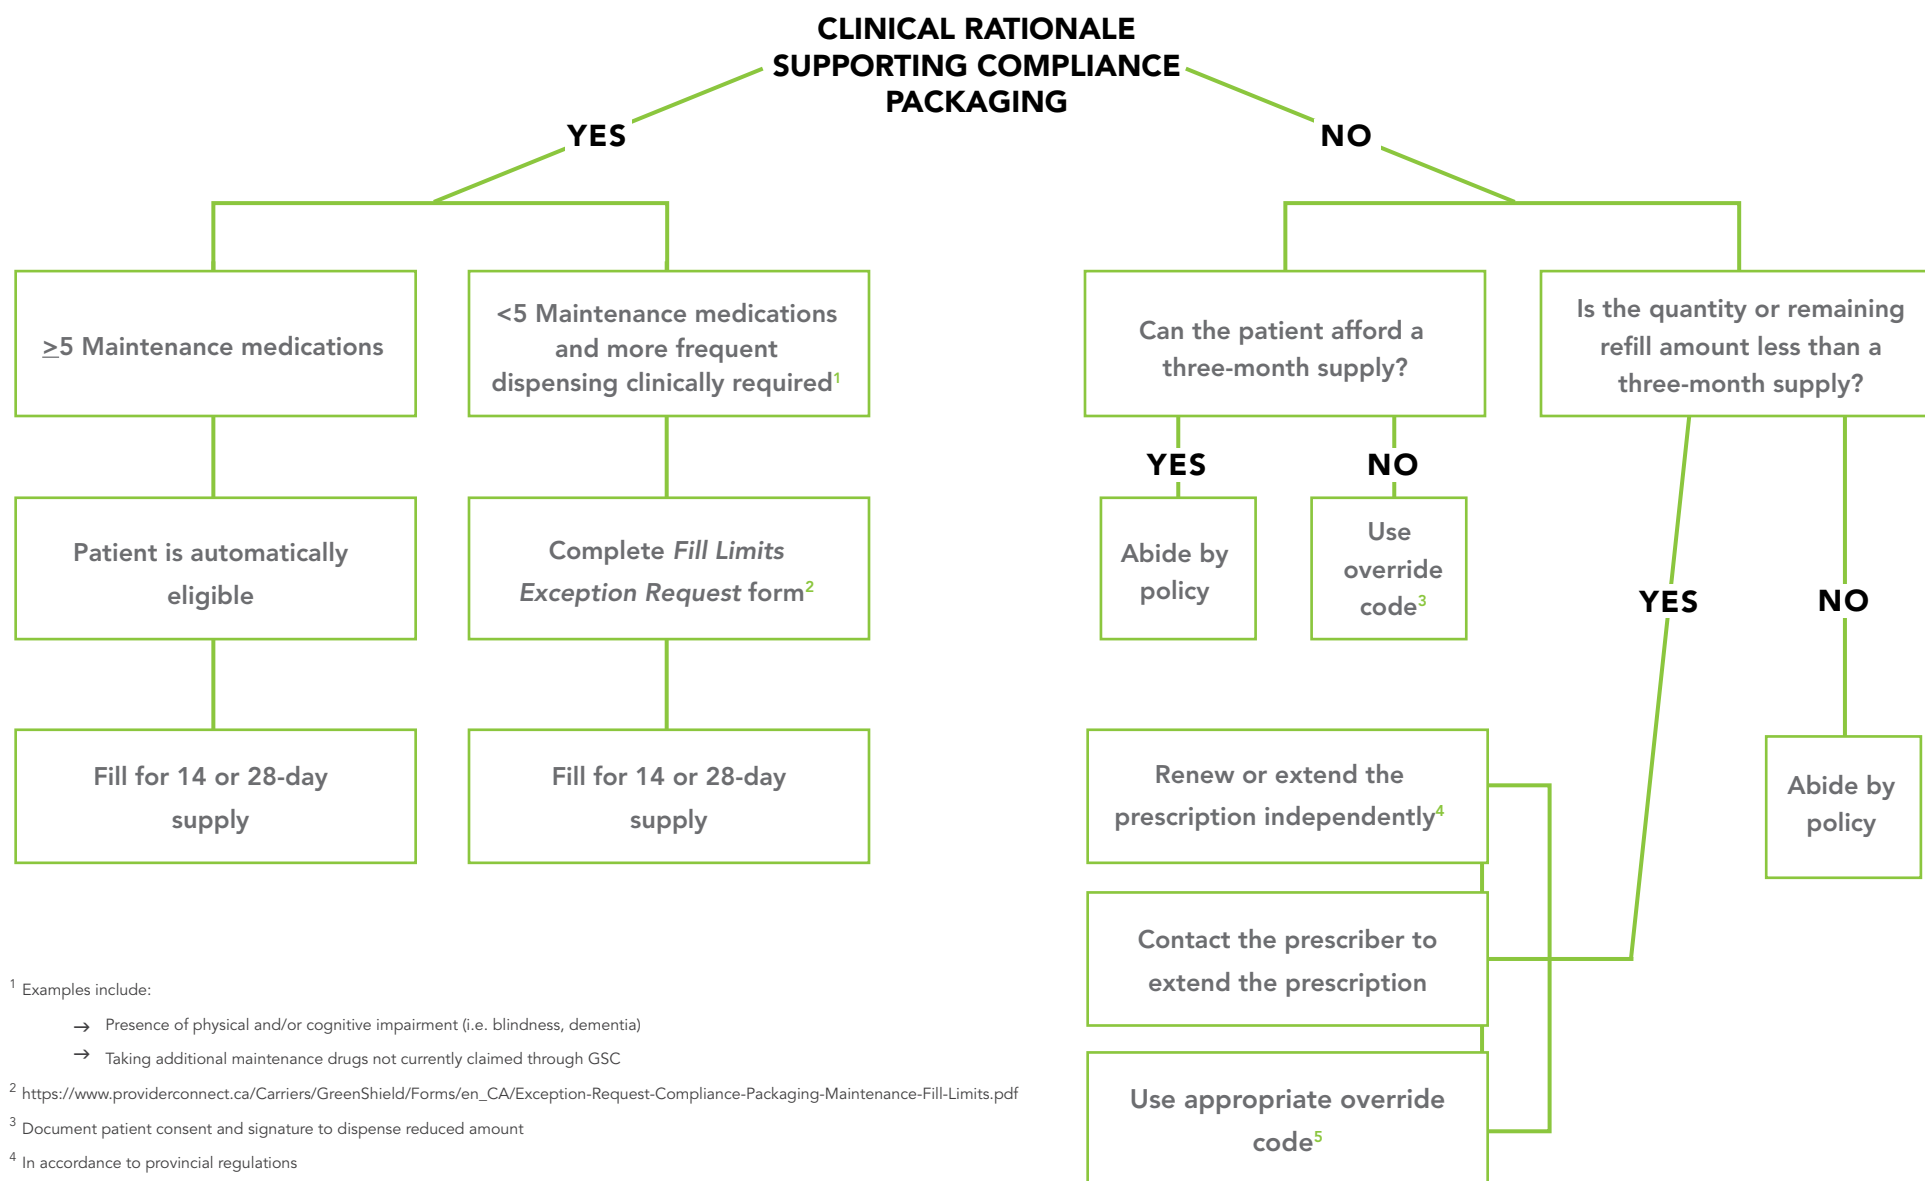 CLINICAL RATIONALE
SUPPORTING COMPLIANCE
PACKAGING
YES
NO
≥5 Maintenance medications
<5 Maintenance medications
and more frequent
dispensing clinically required¹
Can the patient afford a
three-month supply?
Is the quantity or remaining
refill amount less than a
three-month supply?
YES
NO
Patient is automatically
eligible
Complete Fill Limits
Exception Request form²
Abide by
policy
Use
override
code³
YES
NO
Fill for 14 or 28-day
supply
Fill for 14 or 28-day
supply
Renew or extend the
prescription independently⁴
Abide by
policy
Contact the prescriber to
extend the prescription
Use appropriate override
code⁵
¹ Examples include:
→ Presence of physical and/or cognitive impairment (i.e. blindness, dementia)
→ Taking additional maintenance drugs not currently claimed through GSC
² https://www.providerconnect.ca/Carriers/GreenShield/Forms/en_CA/Exception-Request-Compliance-Packaging-Maintenance-Fill-Limits.pdf
³ Document patient consent and signature to dispense reduced amount
⁴ In accordance to provincial regulations